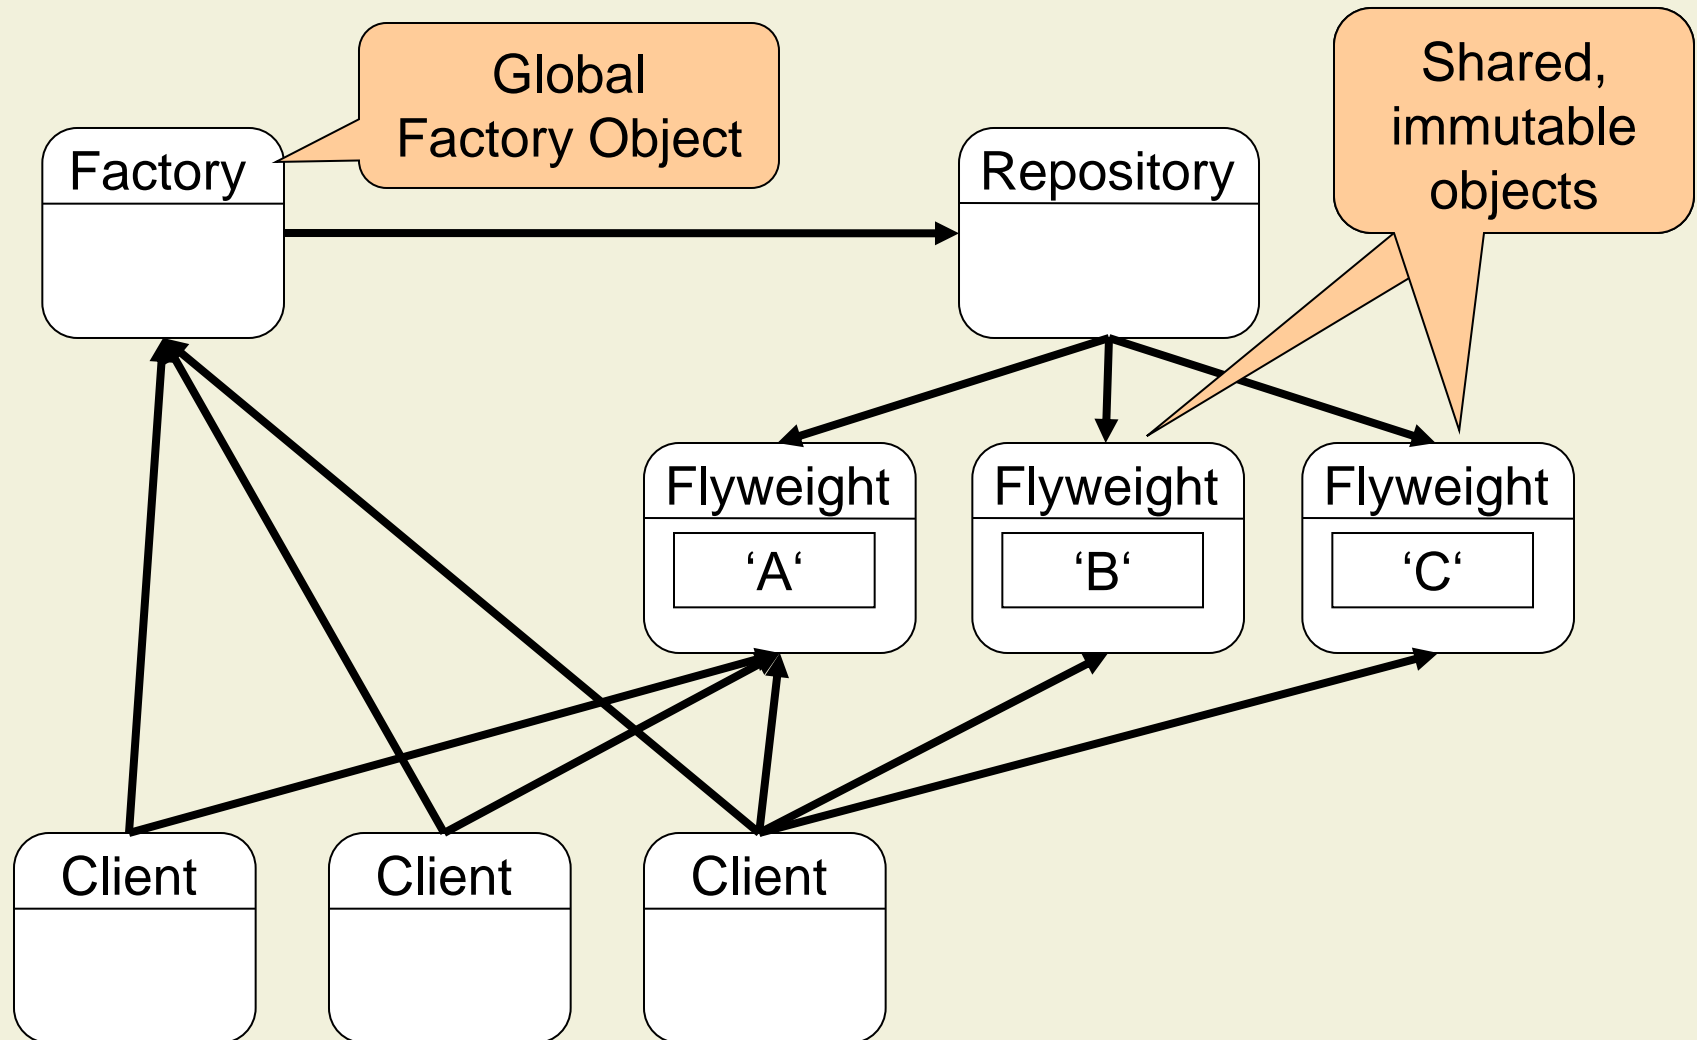 Global
Factory Object
Shared,
immutable
objects
Factory
Repository
Flyweight
Flyweight
Flyweight
‘A‘
‘B‘
‘C‘
Client
Client
Client